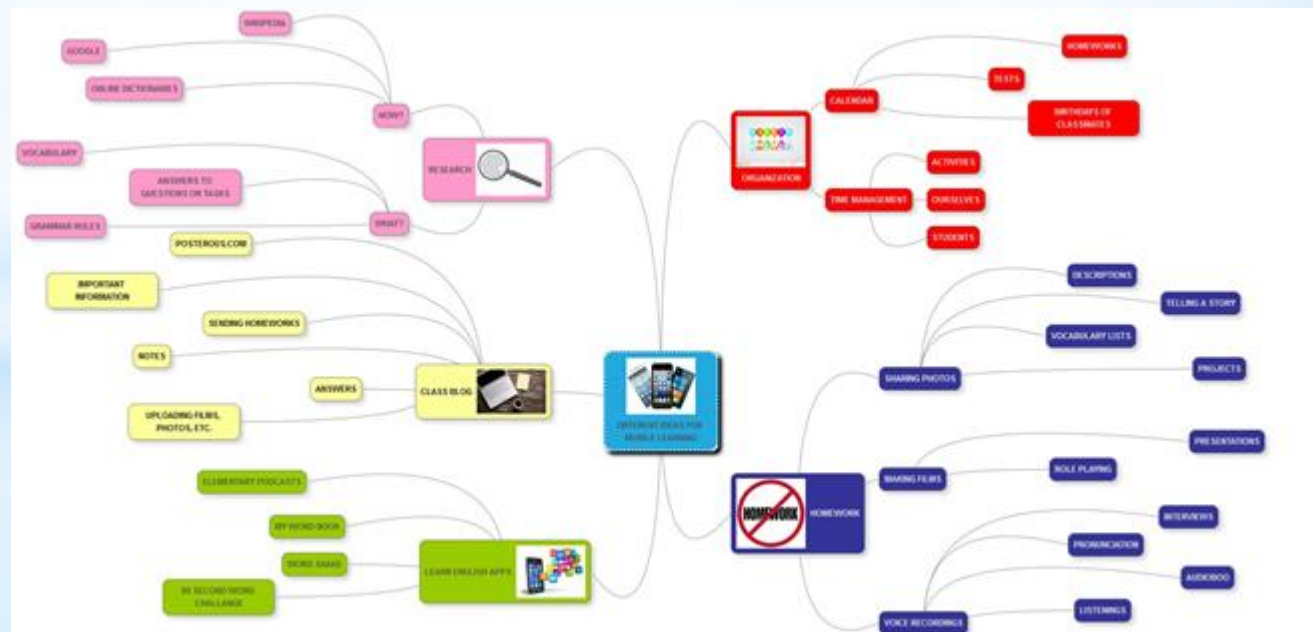 WIKIPEDIA
GOOGLE
ONLINE DICTIONARIES
HOW?
VOCABULARY
ANSWERS TO
QUESTIONS OR TASKS
GRAMMAR RULES
WHAT?
RESEARCH
POSTEROUS.COM
IMPORTANT
INFORMATION
SENDING HOMEWORKS
NOTES
ANSWERS
UPLOADING FILMS,
PHOTOS, ETC.
CLASS BLOG
ELEMENTARY PODCASTS
MY WORD BOOK
WORD
SECOND WORD
CHALLANGE
LEARN ENGLISH APPS
DIFFERENT IDEAS FOR
MOBILE LEARNING
ORGANIZATION
CALENDAR
HOMEWORKS
TESTS
BIRTHDAYS OF
CLASSMATES
TIME MANAGEMENT
ACTIVITIES
OURSELVES
STUDENTS
HOMEWORK
HOMEWORK
SHARING PHOTOS
DESCRIPTIONS
TELLING A STORY
VOCABULARY LISTS
PROJECTS
MAKING FILMS
PRESENTATIONS
ROLE PLAYING
VOICE RECORDINGS
INTERVIEWS
PRONUNCIATION
AUDIOBOO
LISTENINGS